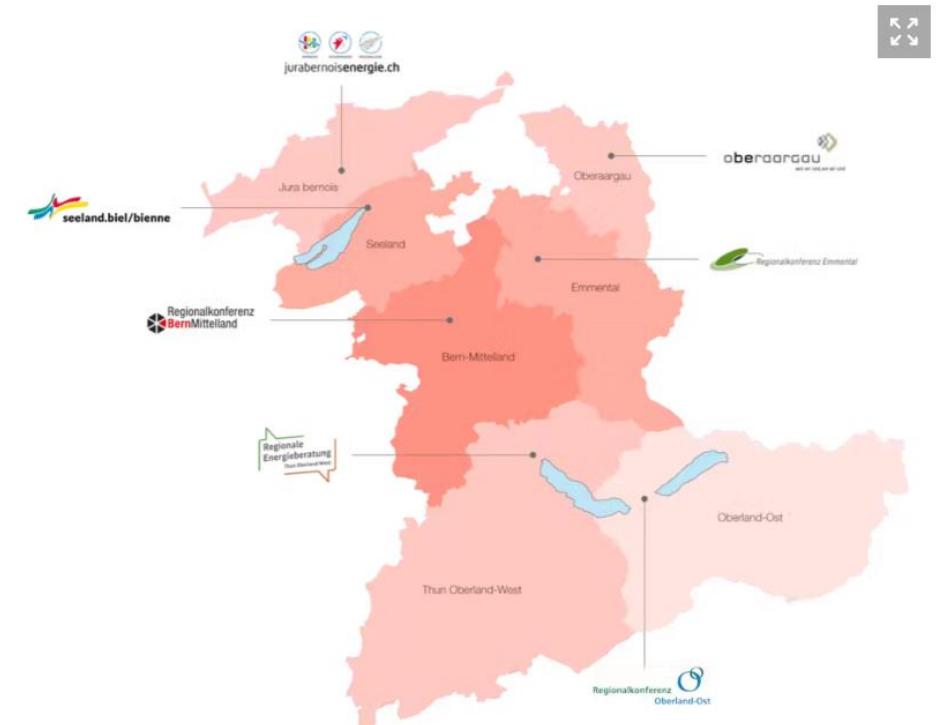 jurabernoisenergie.ch
oberaargau
Jura bernois
Oberaargau
seeland.biel/bienne
Seeland
Regionalkonferenz Emmental
Emmental
Regionalkonferenz
BernMittelland
Bern-Mittelland
Regionale
Energieberatung
Thun Oberland-West
Oberland-Ost
Thun Oberland-West
Regionalkonferenz
Oberland-Ost